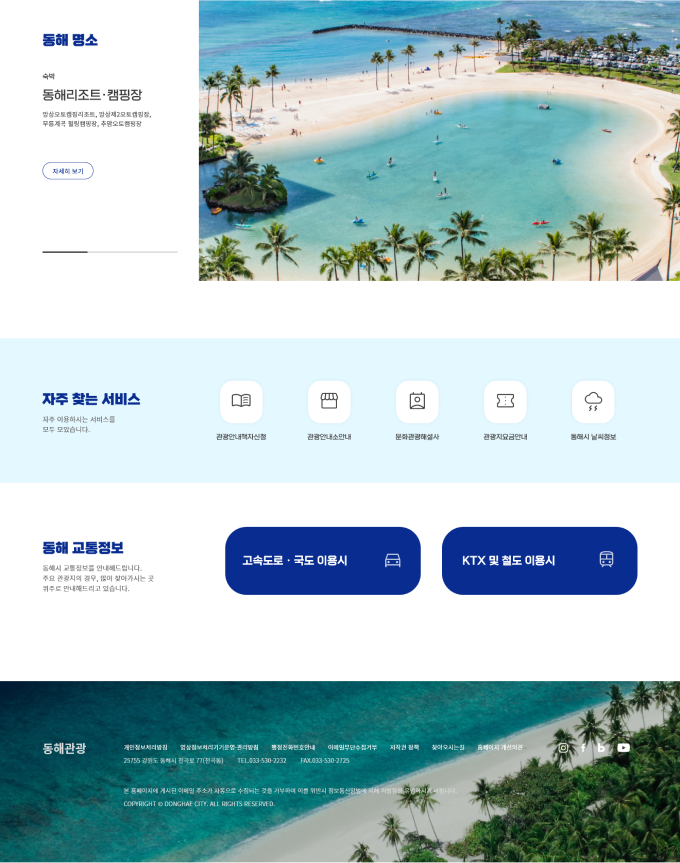 동해 명소
숙박
동해리조트·캠핑장
망상오토캠핑리조트, 망상제2오토캠핑장,
무릉계곡 힐링캠핑장, 추암오토캠핑장
자세히 보기
자주 찾는 서비스
자주 이용하시는 서비스를
모두 모았습니다.
관광안내책자신청
관광안내소안내
문화관광해설사
관광지요금안내
동해시 날씨정보
동해 교통정보
동해시 교통정보를 안내해드립니다.
주요 관광지의 경우, 많이 찾아가시는 곳
위주로 안내해드리고 있습니다.
고속도로 · 국도 이용시
KTX 및 철도 이용시
동해관광
개인정보처리방침 영상정보처리기기운영·관리방침 행정전화번호안내 이메일무단수집거부 저작권 정책 찾아오시는길 홈페이지 개선의견
25755 강원도 동해시 천곡로 77(천곡동) TEL.033-530-2232 FAX.033-530-2725
본 홈페이지에 게시된 이메일 주소가 자동으로 수집되는 것을 거부하며 이를 위반시 정보통신망법에 의해 처벌됨을 유념하시기 바랍니다.
COPYRIGHT © DONGHAE CITY. ALL RIGHTS RESERVED.